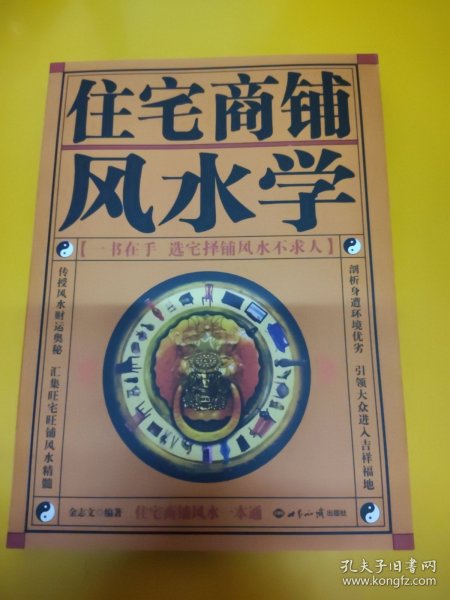 住宅商铺
风水学
【一书在手 选宅择铺风水不求人】
传授风水财运奥秘 汇集旺宅旺铺风水精髓
剖析身边环境优劣 引领大众进入吉祥福地
金志文◎编著
住宅商铺风水一本通
世界知识出版社
孔夫子旧书网
www.kongfz.com